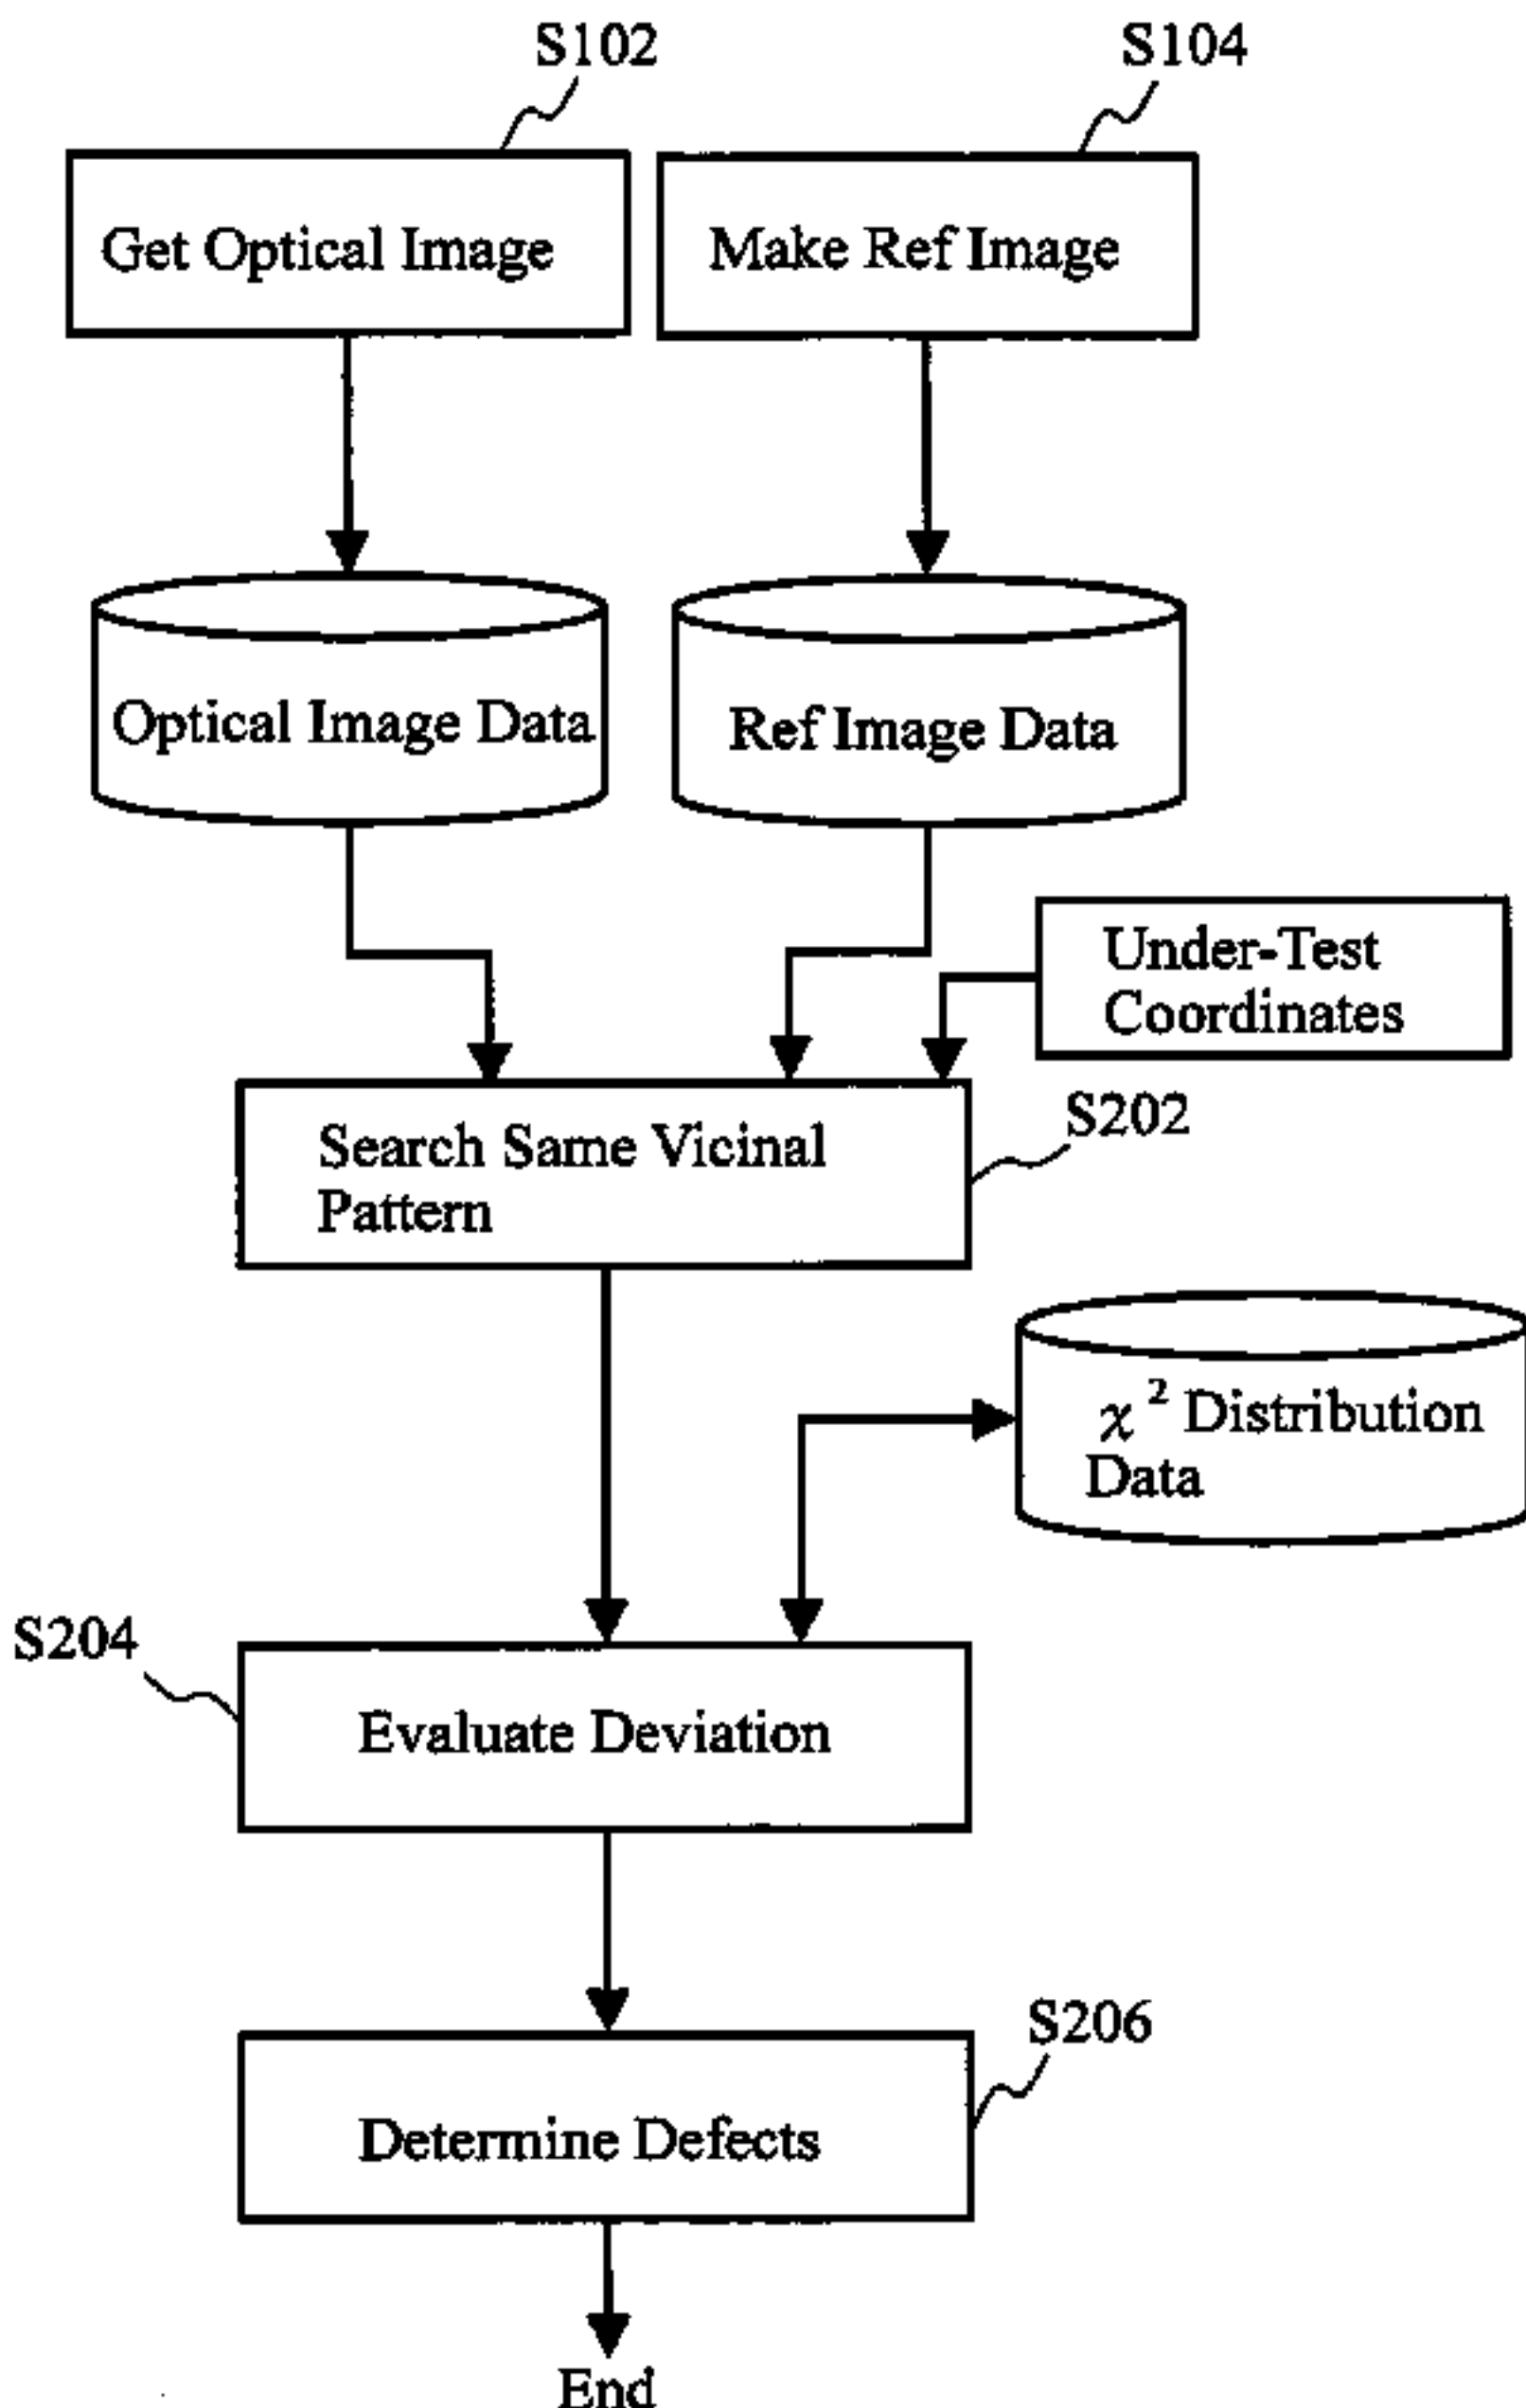 S102
S104
Get Optical Image
Make Ref Image
Optical Image Data
Ref Image Data
Under-Test
Coordinates
Search Same Vicinal
Pattern
S202
χ² Distribution
Data
S204
Evaluate Deviation
S206
Determine Defects
End